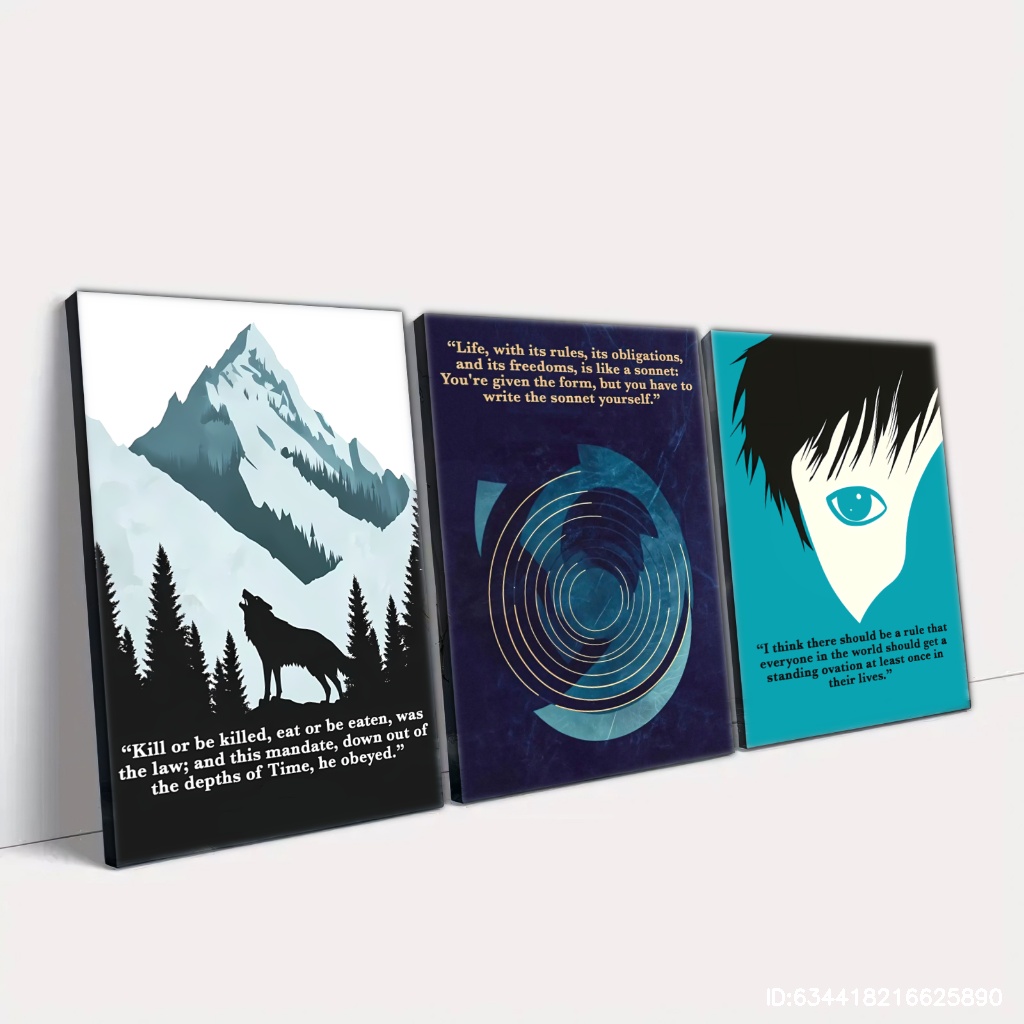 “Kill or be killed, eat or be eaten, was
the law; and this mandate, down out of
the depths of Time, he obeyed.”
“Life, with its rules, its obligations,
and its freedoms, is like a sonnet:
You're given the form, but you have to
write the sonnet yourself.”
“I think there should be a rule that
everyone in the world should get a
standing ovation at least once in
their lives.”
ID:634418216625890